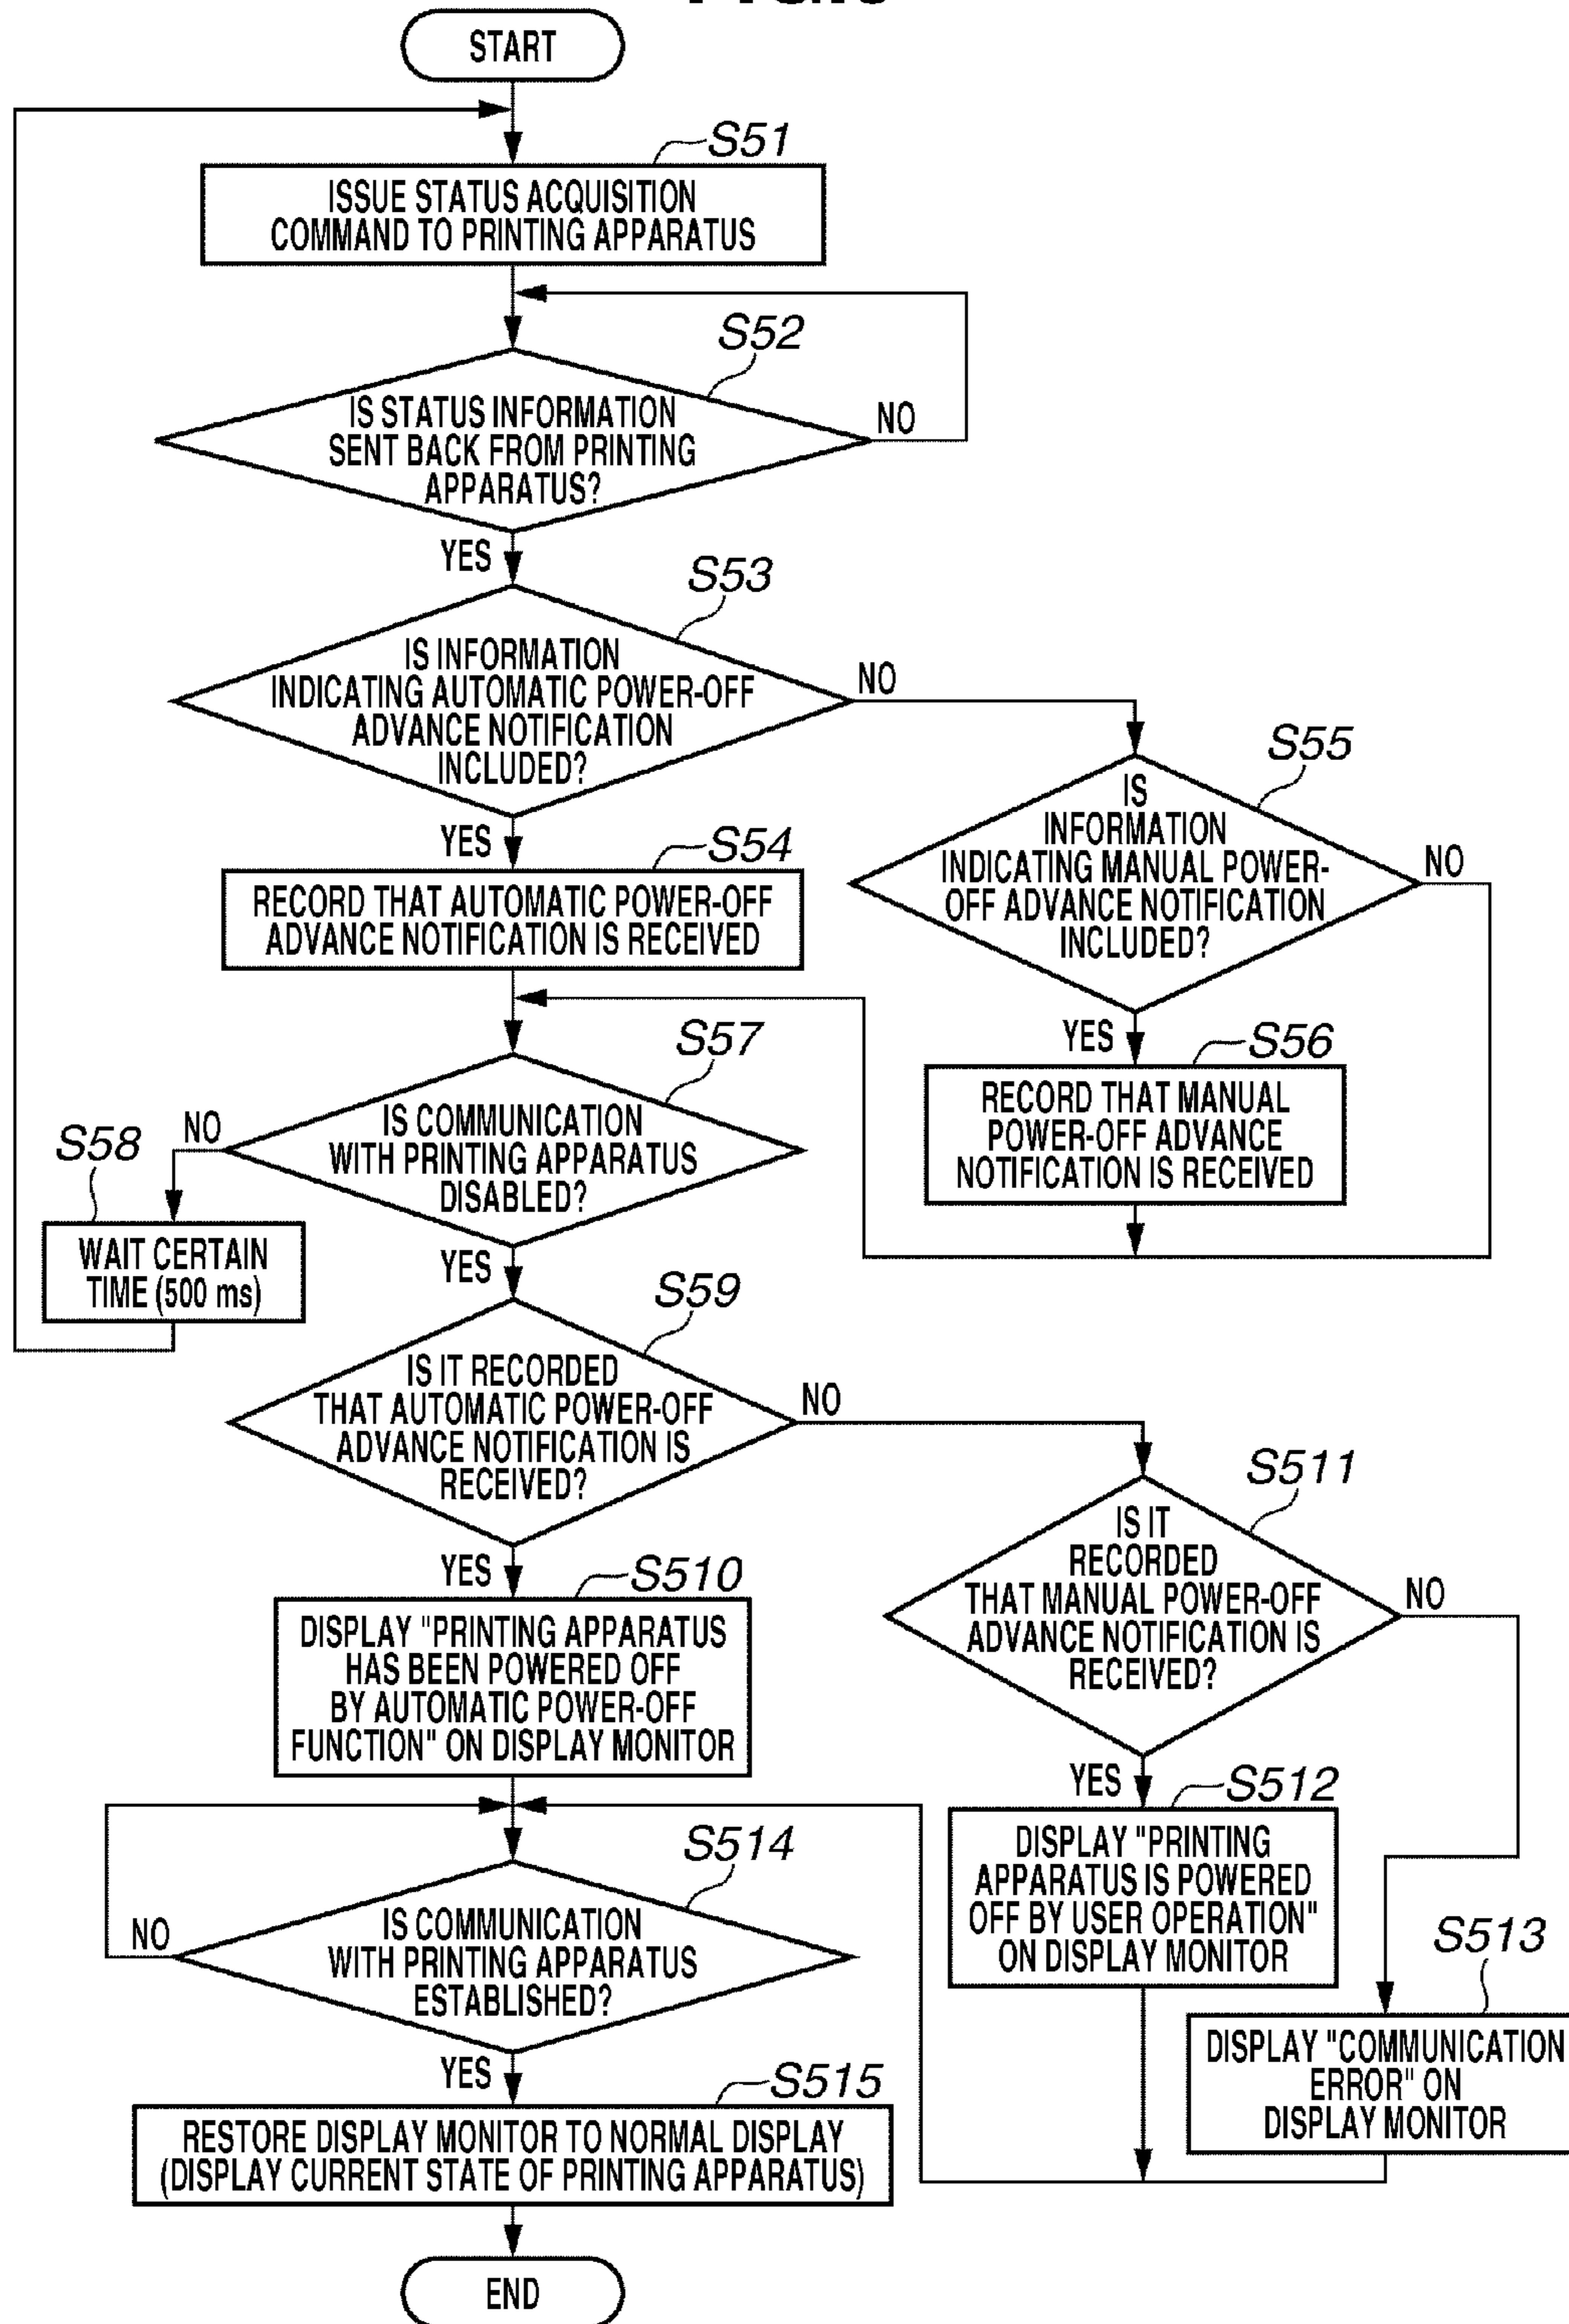 START
S51
ISSUE STATUS ACQUISITION
COMMAND TO PRINTING APPARATUS
S52
IS STATUS INFORMATION
SENT BACK FROM PRINTING
APPARATUS?
NO
YES
S53
IS INFORMATION
INDICATING AUTOMATIC POWER-OFF
ADVANCE NOTIFICATION
INCLUDED?
NO
YES
S54
RECORD THAT AUTOMATIC POWER-OFF
ADVANCE NOTIFICATION IS RECEIVED
S55
IS
INFORMATION
INDICATING MANUAL POWER-
OFF ADVANCE NOTIFICATION
INCLUDED?
NO
YES
S56
RECORD THAT MANUAL
POWER-OFF ADVANCE
NOTIFICATION IS RECEIVED
S57
IS COMMUNICATION
WITH PRINTING APPARATUS
DISABLED?
NO
S58
WAIT CERTAIN
TIME (500 ms)
YES
S59
IS IT RECORDED
THAT AUTOMATIC POWER-OFF
ADVANCE NOTIFICATION IS
RECEIVED?
NO
YES
S510
DISPLAY "PRINTING APPARATUS
HAS BEEN POWERED OFF
BY AUTOMATIC POWER-OFF
FUNCTION" ON DISPLAY MONITOR
S511
IS IT
RECORDED
THAT MANUAL POWER-OFF
ADVANCE NOTIFICATION IS
RECEIVED?
NO
YES
S512
DISPLAY "PRINTING
APPARATUS IS POWERED
OFF BY USER OPERATION"
ON DISPLAY MONITOR
S513
DISPLAY "COMMUNICATION
ERROR" ON
DISPLAY MONITOR
S514
IS COMMUNICATION
WITH PRINTING APPARATUS
ESTABLISHED?
NO
YES
S515
RESTORE DISPLAY MONITOR TO NORMAL DISPLAY
(DISPLAY CURRENT STATE OF PRINTING APPARATUS)
END